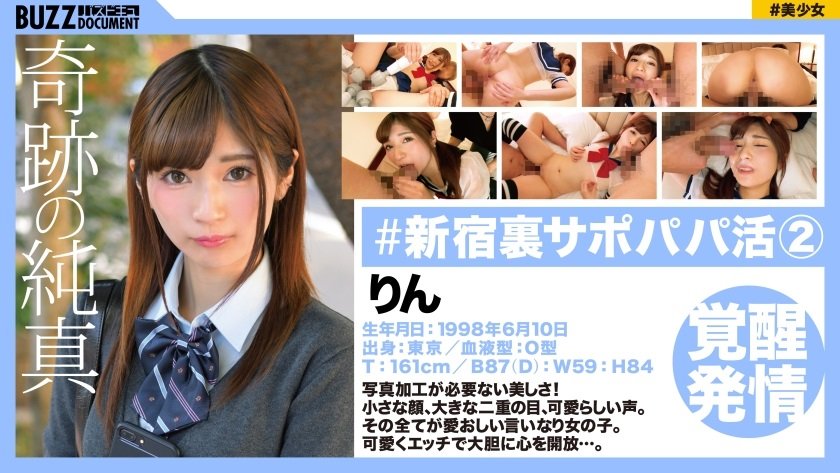 BUZZ
バズドキュ
DOCUMENT
#美少女
奇跡の純真
#新宿裏サポパパ活②
りん
生年月日：1998年6月10日
出身：東京／血液型：O型
T：161cm／B87(D)：W59：H84
覚醒
発情
写真加工が必要ない美しさ！
小さな顔、大きな二重の目、可愛らしい声。
その全てが愛おしい言いなり女の子。
可愛くエッチで大胆に心を開放…。